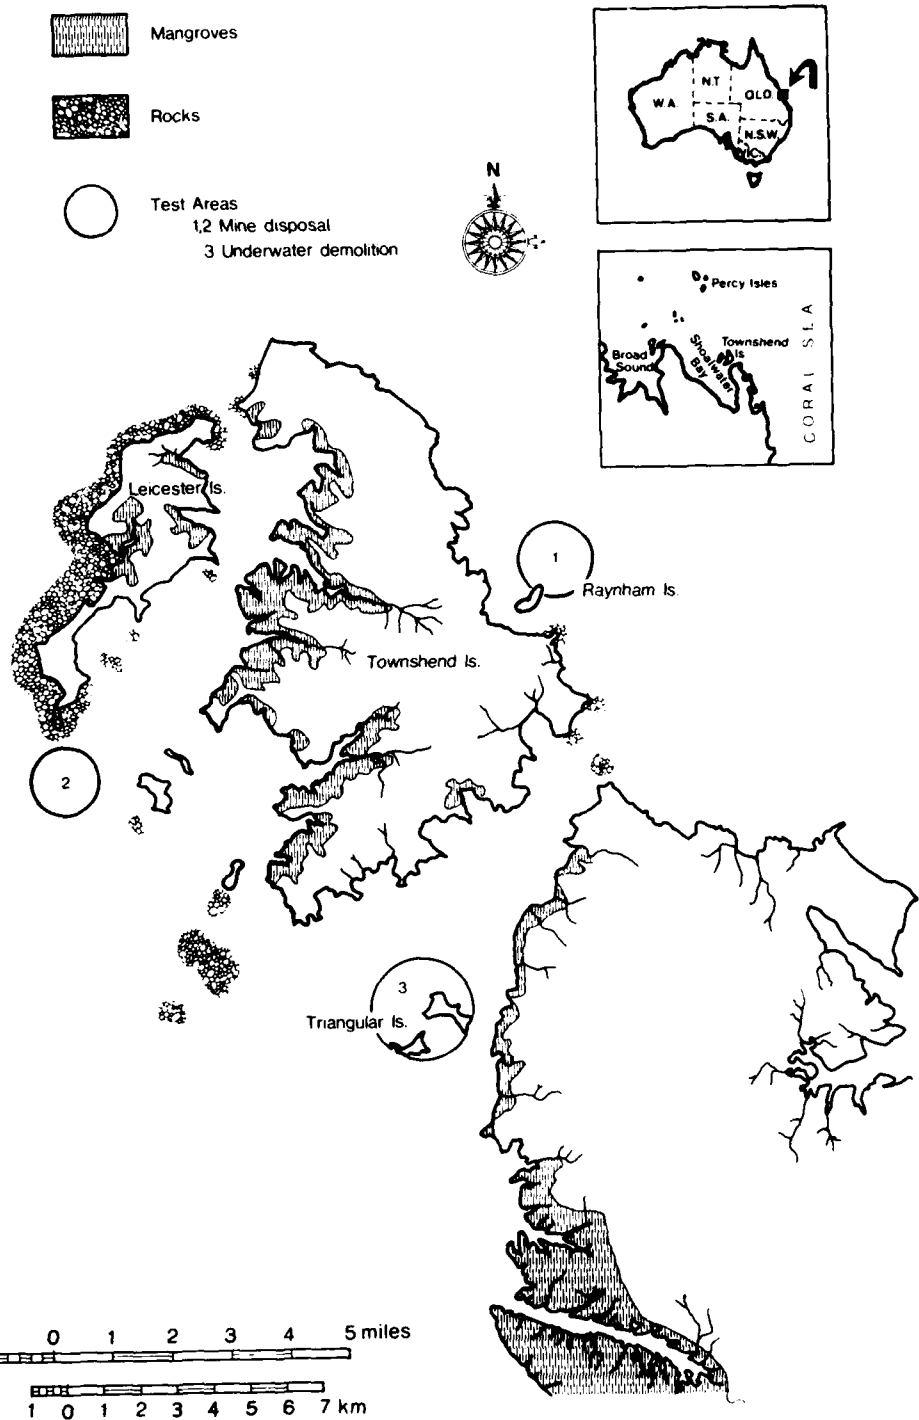 Mangroves
Rocks
Test Areas
1,2 Mine disposal
3 Underwater demolition
N
W.A.
N.T
QLD.
S.A.
N.S.W.
Percy Isles
Broad
Sound
Shoalwater
Bay
Townshend
Is
CORAL SEA
Leicester Is.
1
Raynham Is.
Townshend Is.
2
3
Triangular Is.
0 1 2 3 4 5 miles
1 0 1 2 3 4 5 6 7 km